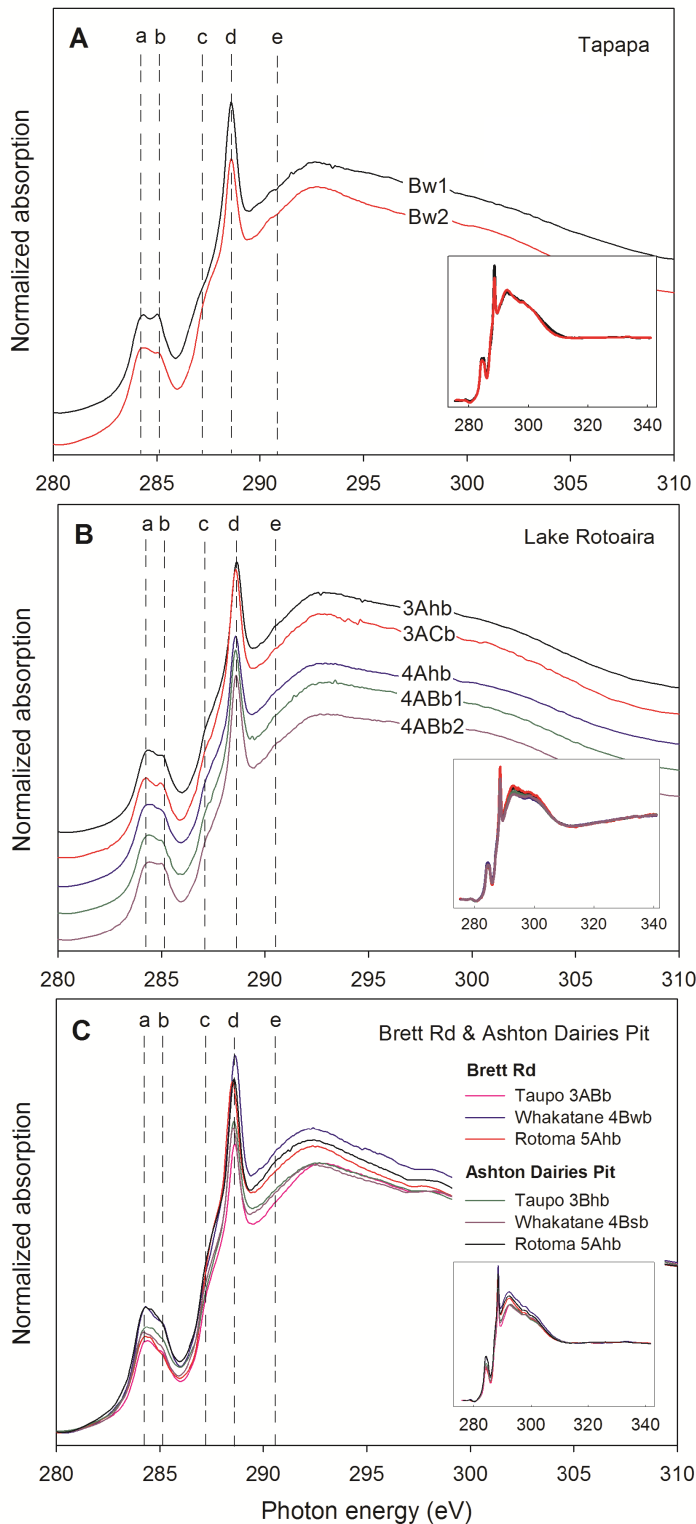 A
a b c d e
Tapapa
Normalized absorption
Bw1
Bw2
280 300 320 340
280 285 290 295 300 305 310
B
a b c d e
Lake Rotoaira
Normalized absorption
3Ahb
3ACb
4Ahb
4ABb1
4ABb2
280 300 320 340
280 285 290 295 300 305 310
C
a b c d e
Brett Rd & Ashton Dairies Pit
Normalized absorption
Brett Rd
Taupo 3ABb
Whakatane 4Bwb
Rotoma 5Ahb
Ashton Dairies Pit
Taupo 3Bhb
Whakatane 4Bsb
Rotoma 5Ahb
280 300 320 340
280 285 290 295 300 305 310
Photon energy (eV)